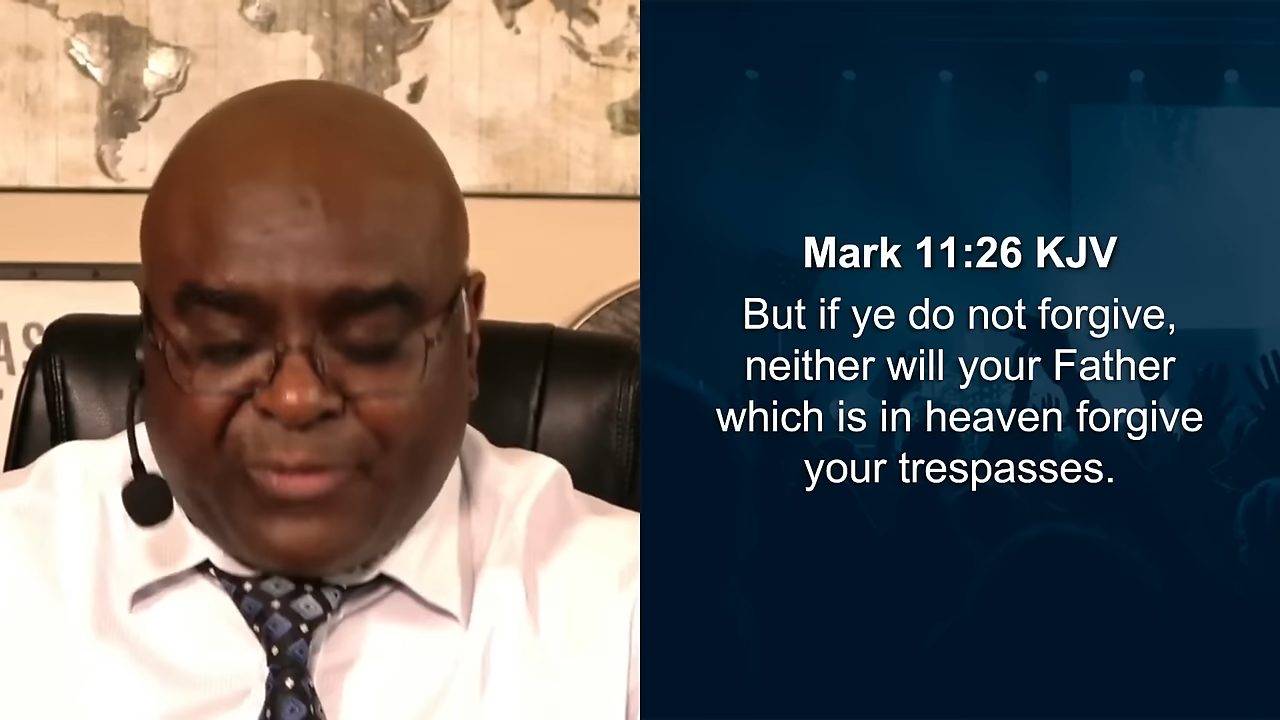 AS
Mark 11:26 KJV
But if ye do not forgive,
neither will your Father
which is in heaven forgive
your trespasses.